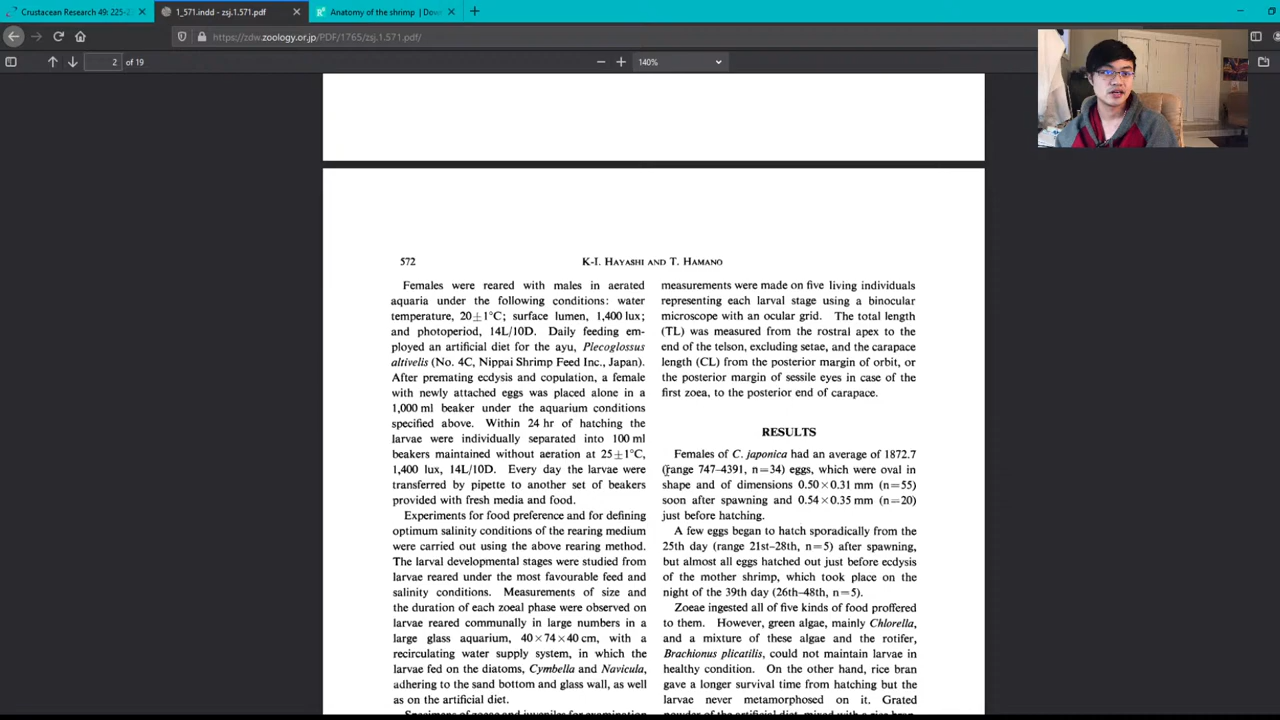 Crustacean Research 49: 225-2
1_571.indd - zsj.1.571.pdf
Anatomy of the shrimp | Dow
https://zdw.zoology.or.jp/PDF/1765/zsj.1.571.pdf/
2 of 19
140%
572
K-I. HAYASHI AND T. HAMANO
Females were reared with males in aerated
aquaria under the following conditions: water
temperature, 20±1°C; surface lumen, 1,400 lux;
and photoperiod, 14L/10D. Daily feeding em-
ployed an artificial diet for the ayu, Plecoglossus
altivelis (No. 4C, Nippai Shrimp Feed Inc., Japan).
After premating ecdysis and copulation, a female
with newly attached eggs was placed alone in a
1,000 ml beaker under the aquarium conditions
specified above. Within 24 hr of hatching the
larvae were individually separated into 100 ml
beakers maintained without aeration at 25±1°C,
1,400 lux, 14L/10D. Every day the larvae were
transferred by pipette to another set of beakers
provided with fresh media and food.
Experiments for food preference and for defining
optimum salinity conditions of the rearing medium
were carried out using the above rearing method.
The larval developmental stages were studied from
larvae reared under the most favourable feed and
salinity conditions. Measurements of size and
the duration of each zoeal phase were observed on
larvae reared communally in large numbers in a
large glass aquarium, 40×74×40 cm, with a
recirculating water supply system, in which the
larvae fed on the diatoms, Cymbella and Navicula,
adhering to the sand bottom and glass wall, as well
as on the artificial diet.
Specimens of zoeae and juveniles for examination
measurements were made on five living individuals
representing each larval stage using a binocular
microscope with an ocular grid. The total length
(TL) was measured from the rostral apex to the
end of the telson, excluding setae, and the carapace
length (CL) from the posterior margin of orbit, or
the posterior margin of sessile eyes in case of the
first zoea, to the posterior end of carapace.
RESULTS
Females of C. japonica had an average of 1872.7
(range 747-4391, n=34) eggs, which were oval in
shape and of dimensions 0.50×0.31 mm (n=55)
soon after spawning and 0.54×0.35 mm (n=20)
just before hatching.
A few eggs began to hatch sporadically from the
25th day (range 21st–28th, n=5) after spawning,
but almost all eggs hatched out just before ecdysis
of the mother shrimp, which took place on the
night of the 39th day (26th–48th, n=5).
Zoeae ingested all of five kinds of food proffered
to them. However, green algae, mainly Chlorella,
and a mixture of these algae and the rotifer,
Brachionus plicatilis, could not maintain larvae in
healthy condition. On the other hand, rice bran
gave a longer survival time from hatching but the
larvae never metamorphosed on it. Grated
powder of the artificial diet, mixed with a rice bran